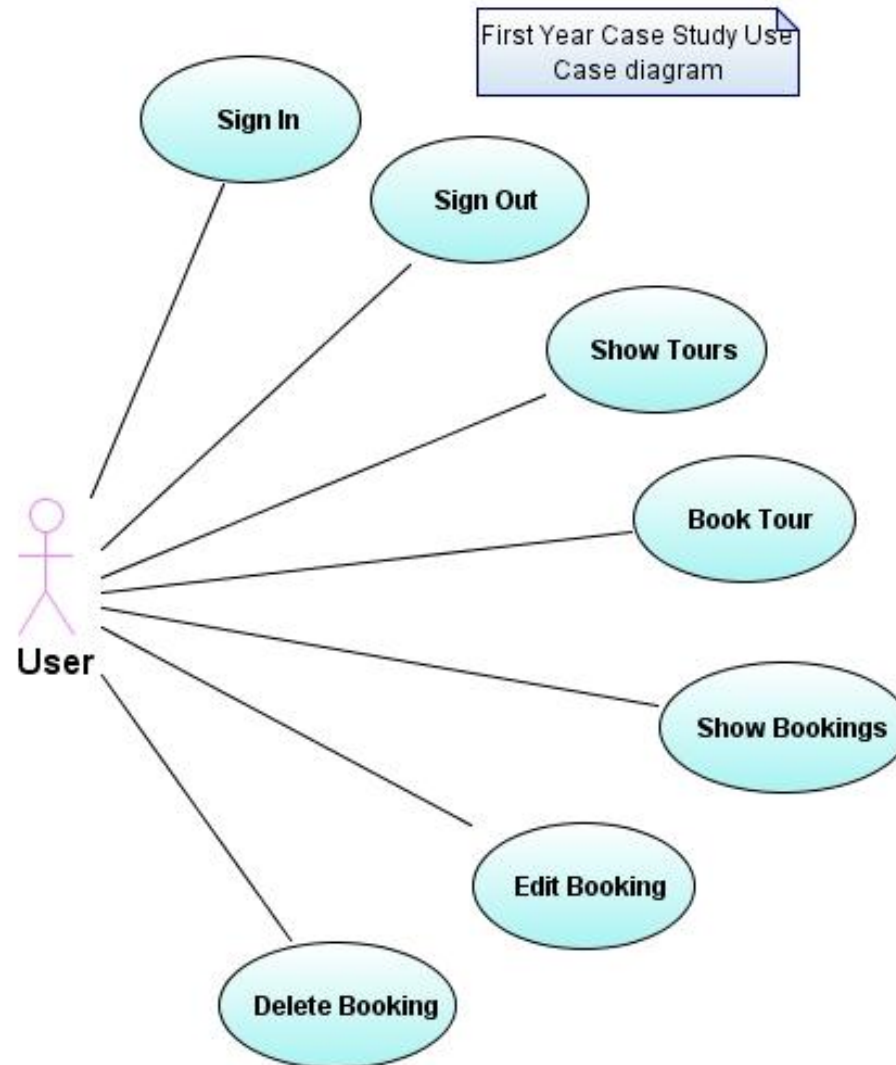 First Year Case Study Use
Case diagram
Sign In
Sign Out
Show Tours
Book Tour
User
Show Bookings
Edit Booking
Delete Booking